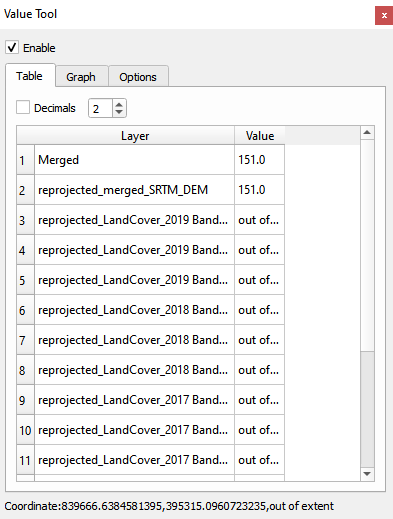 Value Tool
Enable
Table Graph Options
Decimals 2
Layer Value
1 Merged 151.0
2 reprojected_merged_SRTM_DEM 151.0
3 reprojected_LandCover_2019 Band... out of...
4 reprojected_LandCover_2019 Band... out of...
5 reprojected_LandCover_2019 Band... out of...
6 reprojected_LandCover_2018 Band... out of...
7 reprojected_LandCover_2018 Band... out of...
8 reprojected_LandCover_2018 Band... out of...
9 reprojected_LandCover_2017 Band... out of...
10 reprojected_LandCover_2017 Band... out of...
11 reprojected_LandCover_2017 Band... out of...
Coordinate:839666.6384581395,395315.0960723235,out of extent